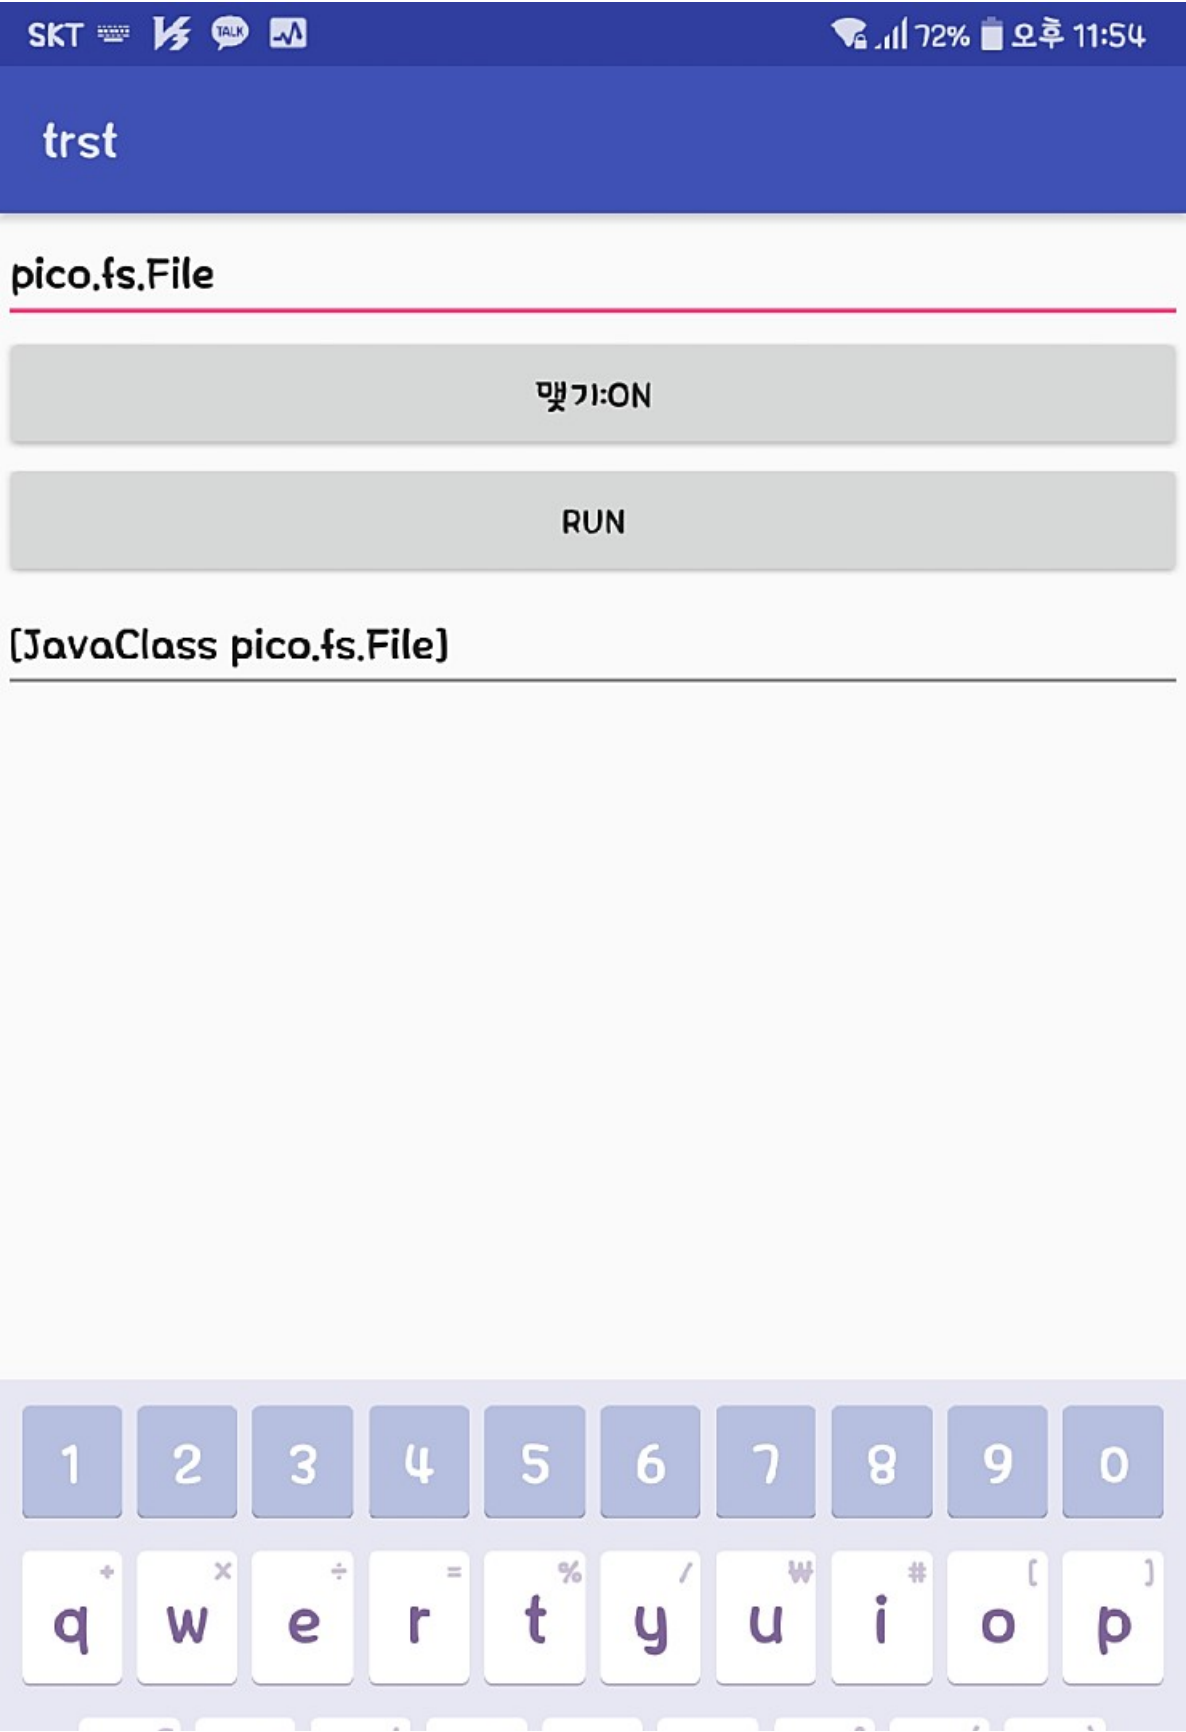 SKT TALK 72% 오후 11:54
trst
pico.fs.File
맺기:ON
RUN
[JavaClass pico.fs.File]
1 2 3 4 5 6 7 8 9 0
+ × ÷ = % / ₩ # [ ]
q w e r t y u i o p